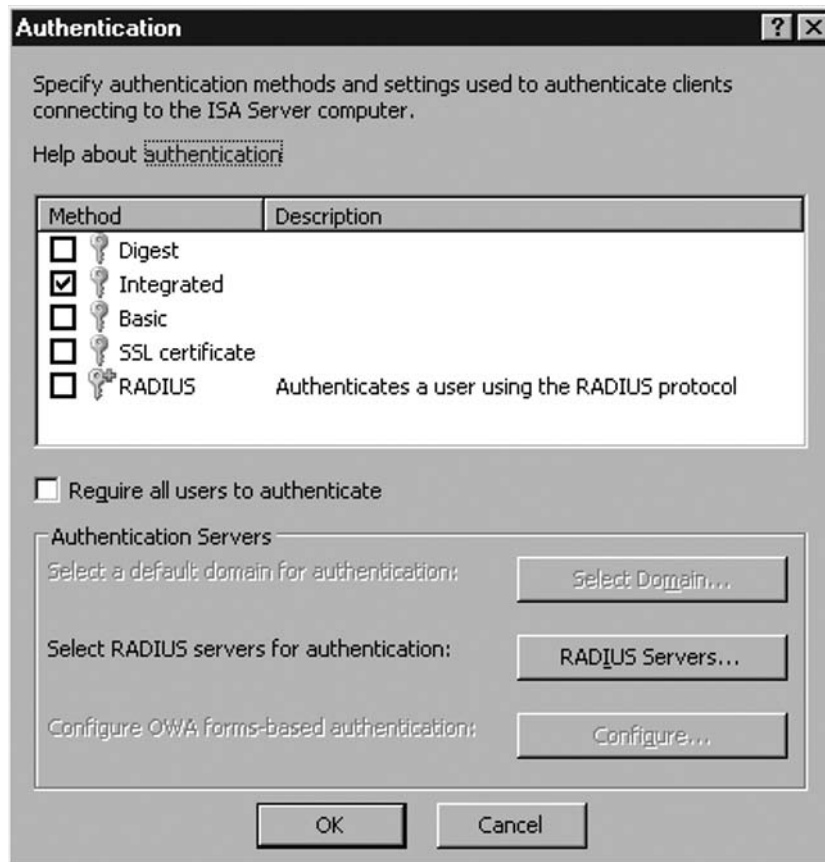 Authentication
Specify authentication methods and settings used to authenticate clients
connecting to the ISA Server computer.
Help about authentication
Method Description
Digest
Integrated
Basic
SSL certificate
RADIUS Authenticates a user using the RADIUS protocol
Require all users to authenticate
Authentication Servers
Select a default domain for authentication: Select Domain...
Select RADIUS servers for authentication: RADIUS Servers...
Configure OWA forms-based authentication: Configure...
OK Cancel